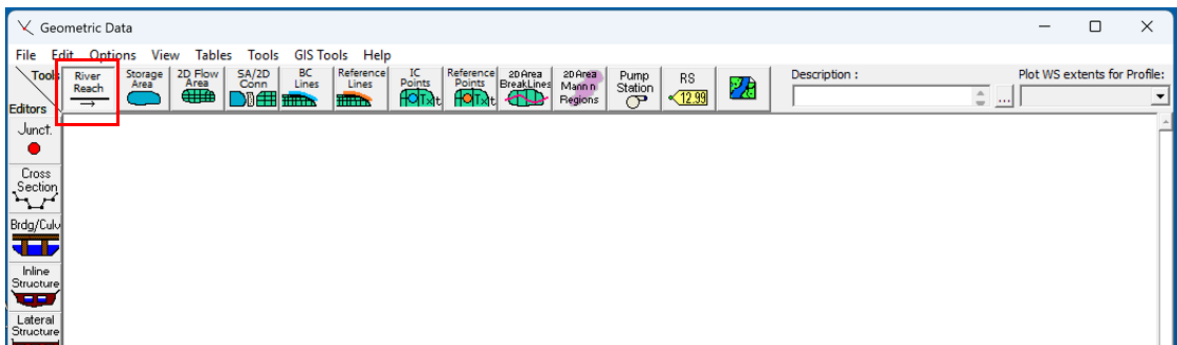 Geometric Data
File Edit Options View Tables Tools GIS Tools Help
Tools
Editors
River
Reach
Storage
Area
2D Flow
Area
SA/2D
Conn
BC
Lines
Reference
Lines
IC
Points
Reference
Points
2D Area
BreakLines
2D Area
Mann n
Regions
Pump
Station
RS
12.99
Description :
...
Plot WS extents for Profile:
Junct.
Cross
Section
Brdg/Culv
Inline
Structure
Lateral
Structure